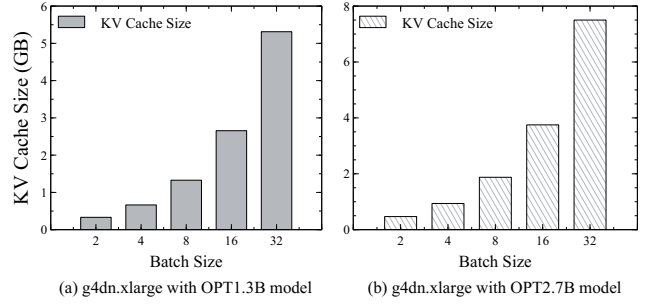 KV Cache Size
KV Cache Size (GB)
6
5
4
3
2
1
0
2 4 8 16 32
Batch Size
(a) g4dn.xlarge with OPT1.3B model
KV Cache Size
8
6
4
2
0
2 4 8 16 32
Batch Size
(b) g4dn.xlarge with OPT2.7B model